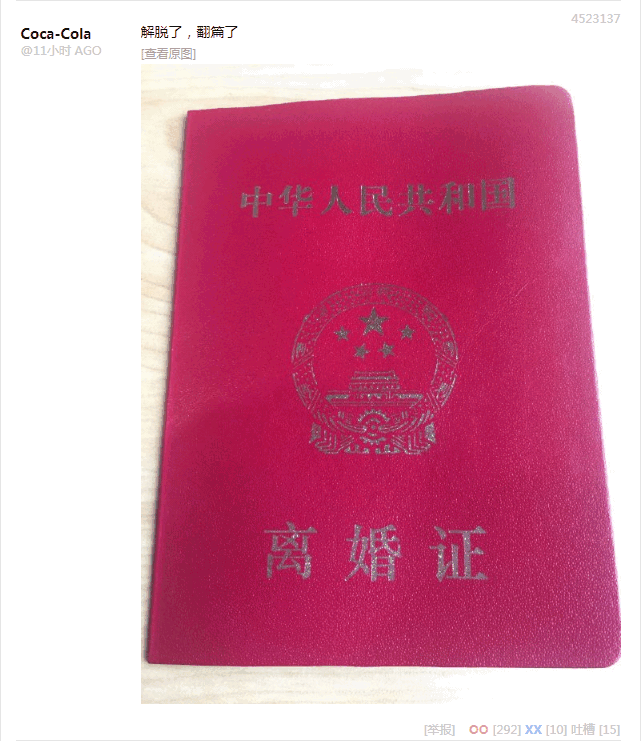 4523137
Coca-Cola
@11小时 AGO
解脱了，翻篇了
[查看原图]
中华人民共和国
离婚证
[举报] OO [292] XX [10] 吐槽 [15]